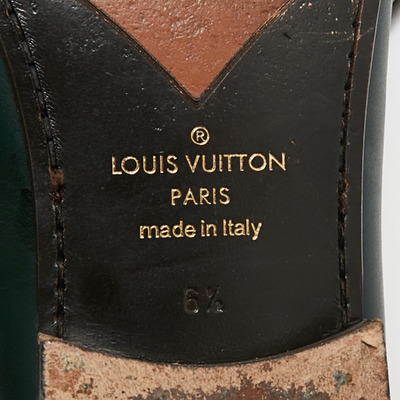 ®
LOUIS VUITTON
PARIS
made in Italy
6½